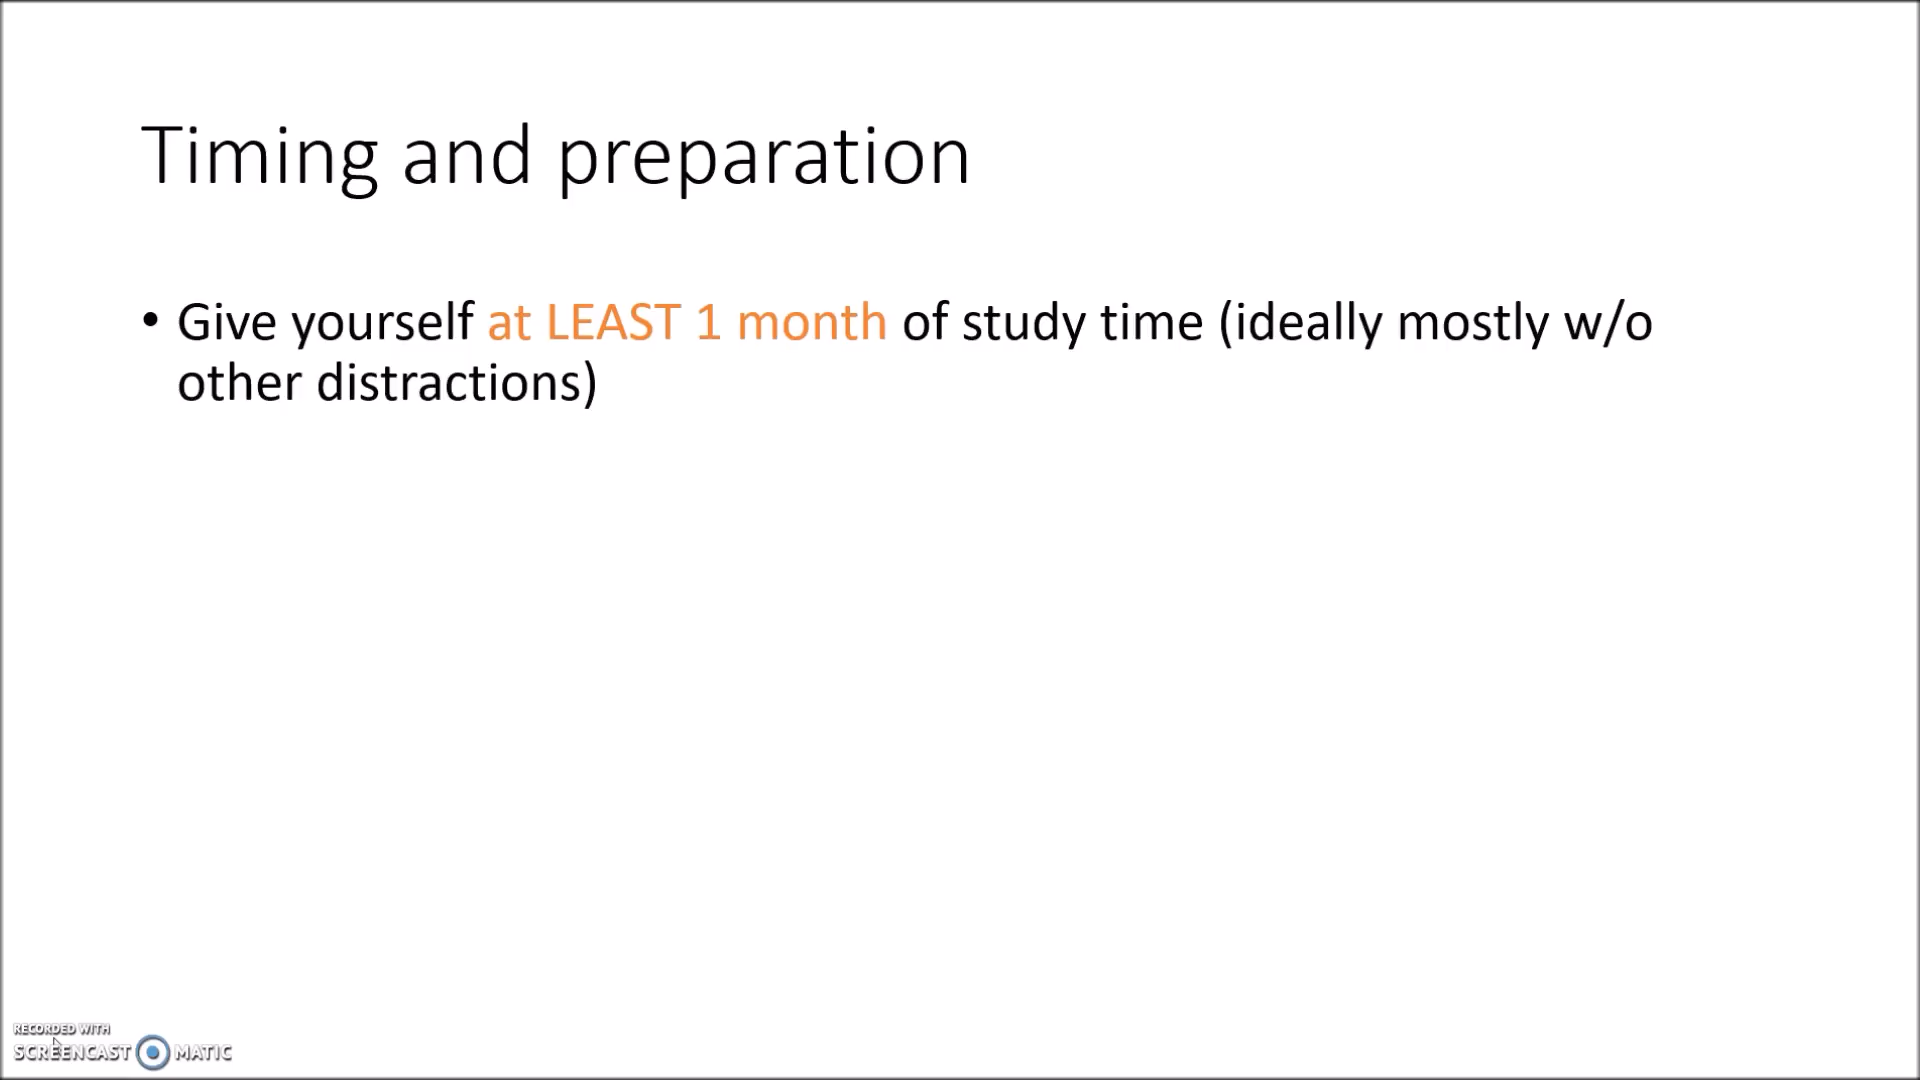 Timing and preparation
• Give yourself at LEAST 1 month of study time (ideally mostly w/o
other distractions)
RECORDED WITH
SCREENCAST MATIC